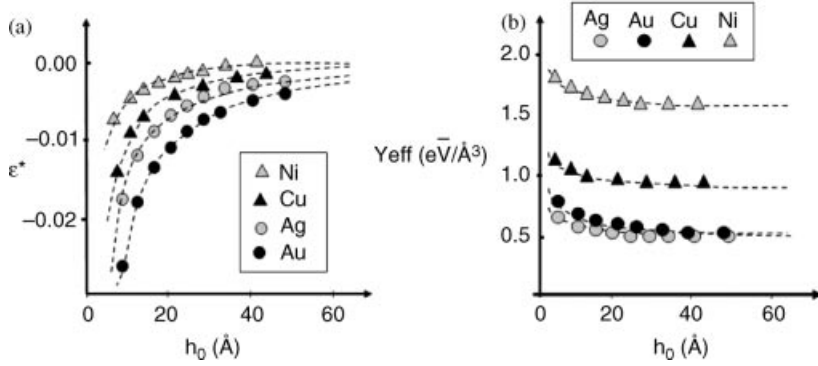 (a)
0.00
−0.01
ε*
−0.02
Ni
Cu
Ag
Au
0 20 40 60
h0 (Å)
(b)
Ag Au Cu Ni
2.0
1.5
Yeff (eV̅/Å3)
1.0
0.5
0
0 20 40 60
h0 (Å)